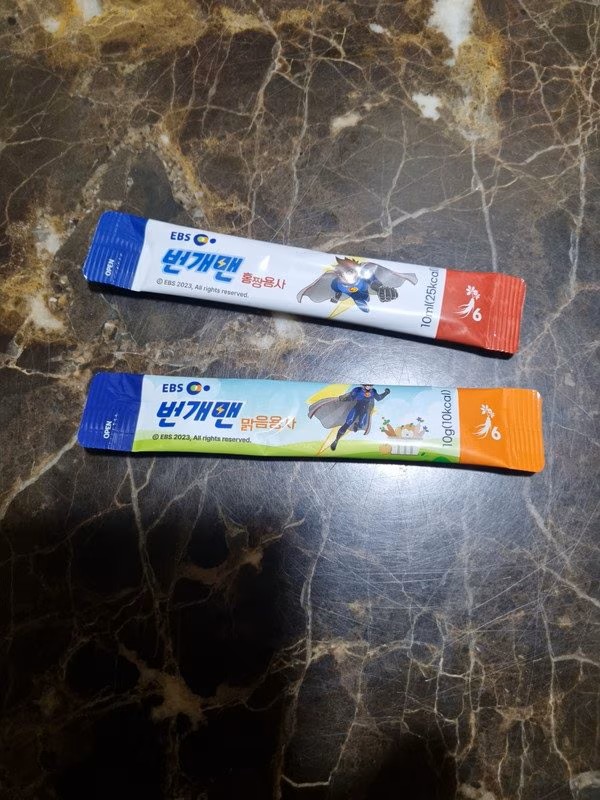 EBS
번개맨 홍짱용사
© EBS 2023, All rights reserved.
OPEN
10ml(25kcal)
6
EBS
번개맨 맑음용사
© EBS 2023, All rights reserved.
OPEN
10g(10kcal)
6